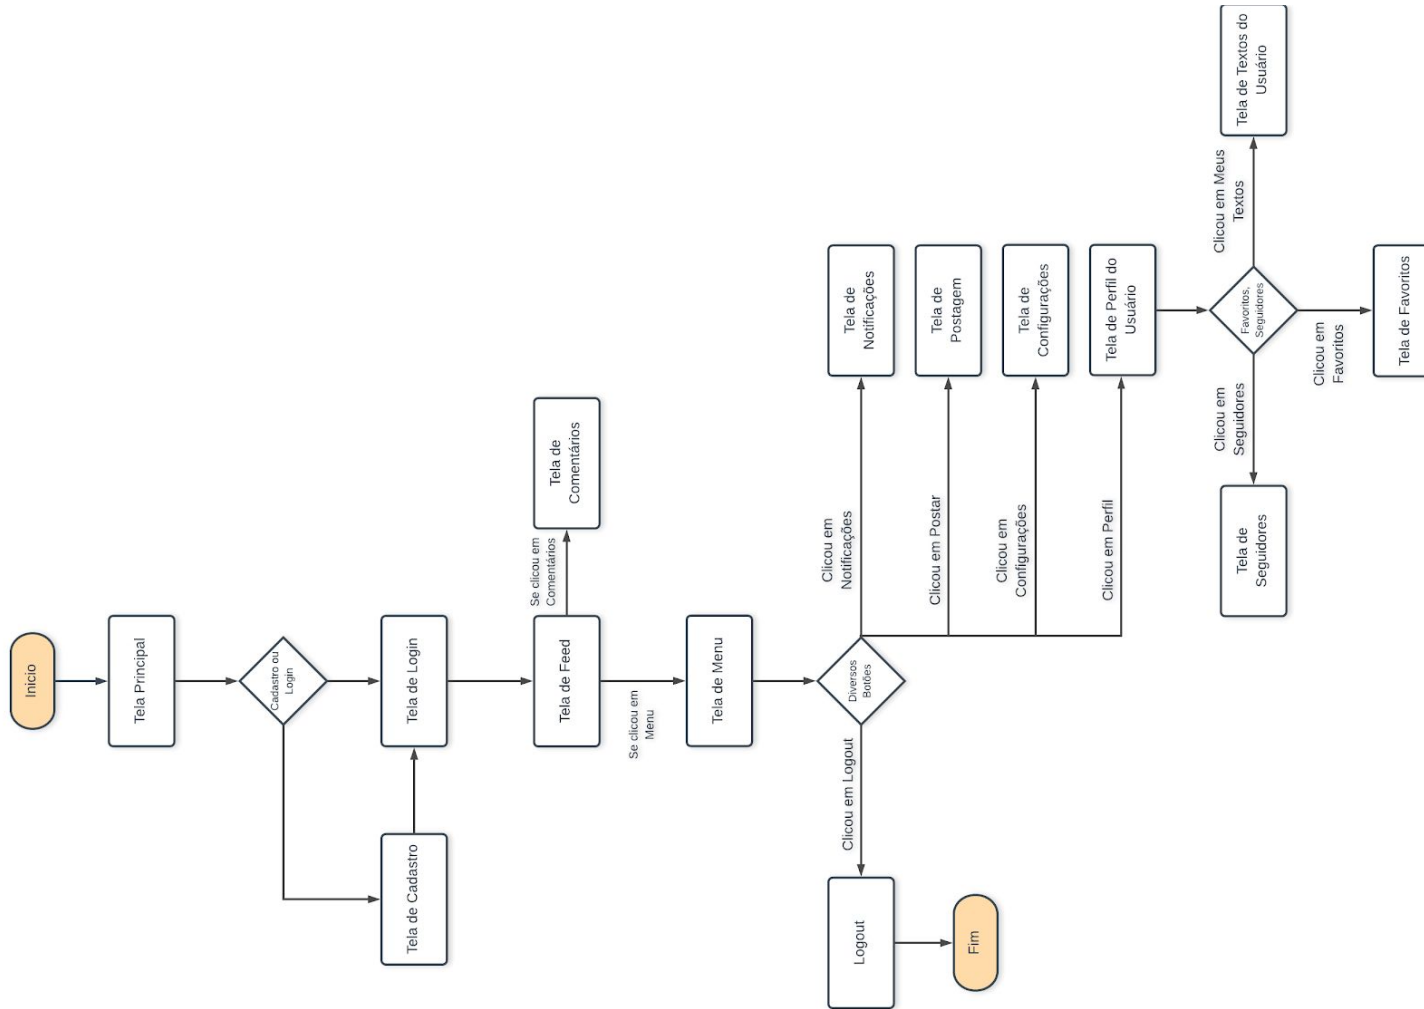 Inicio
Tela Principal
Cadastro ou
Login
Tela de Login
Tela de Cadastro
Tela de Feed
Se clicou em
Comentários
Tela de
Comentários
Se clicou em
Menu
Tela de Menu
Diversos
Botões
Clicou em Logout
Logout
Fim
Clicou em
Notificações
Tela de
Notificações
Clicou em Postar
Tela de
Postagem
Clicou em
Configurações
Tela de
Configurações
Clicou em Perfil
Tela de Perfil do
Usuário
Favoritos,
Seguidores
Clicou em
Seguidores
Tela de
Seguidores
Clicou em Meus
Textos
Tela de Textos do
Usuário
Clicou em
Favoritos
Tela de Favoritos